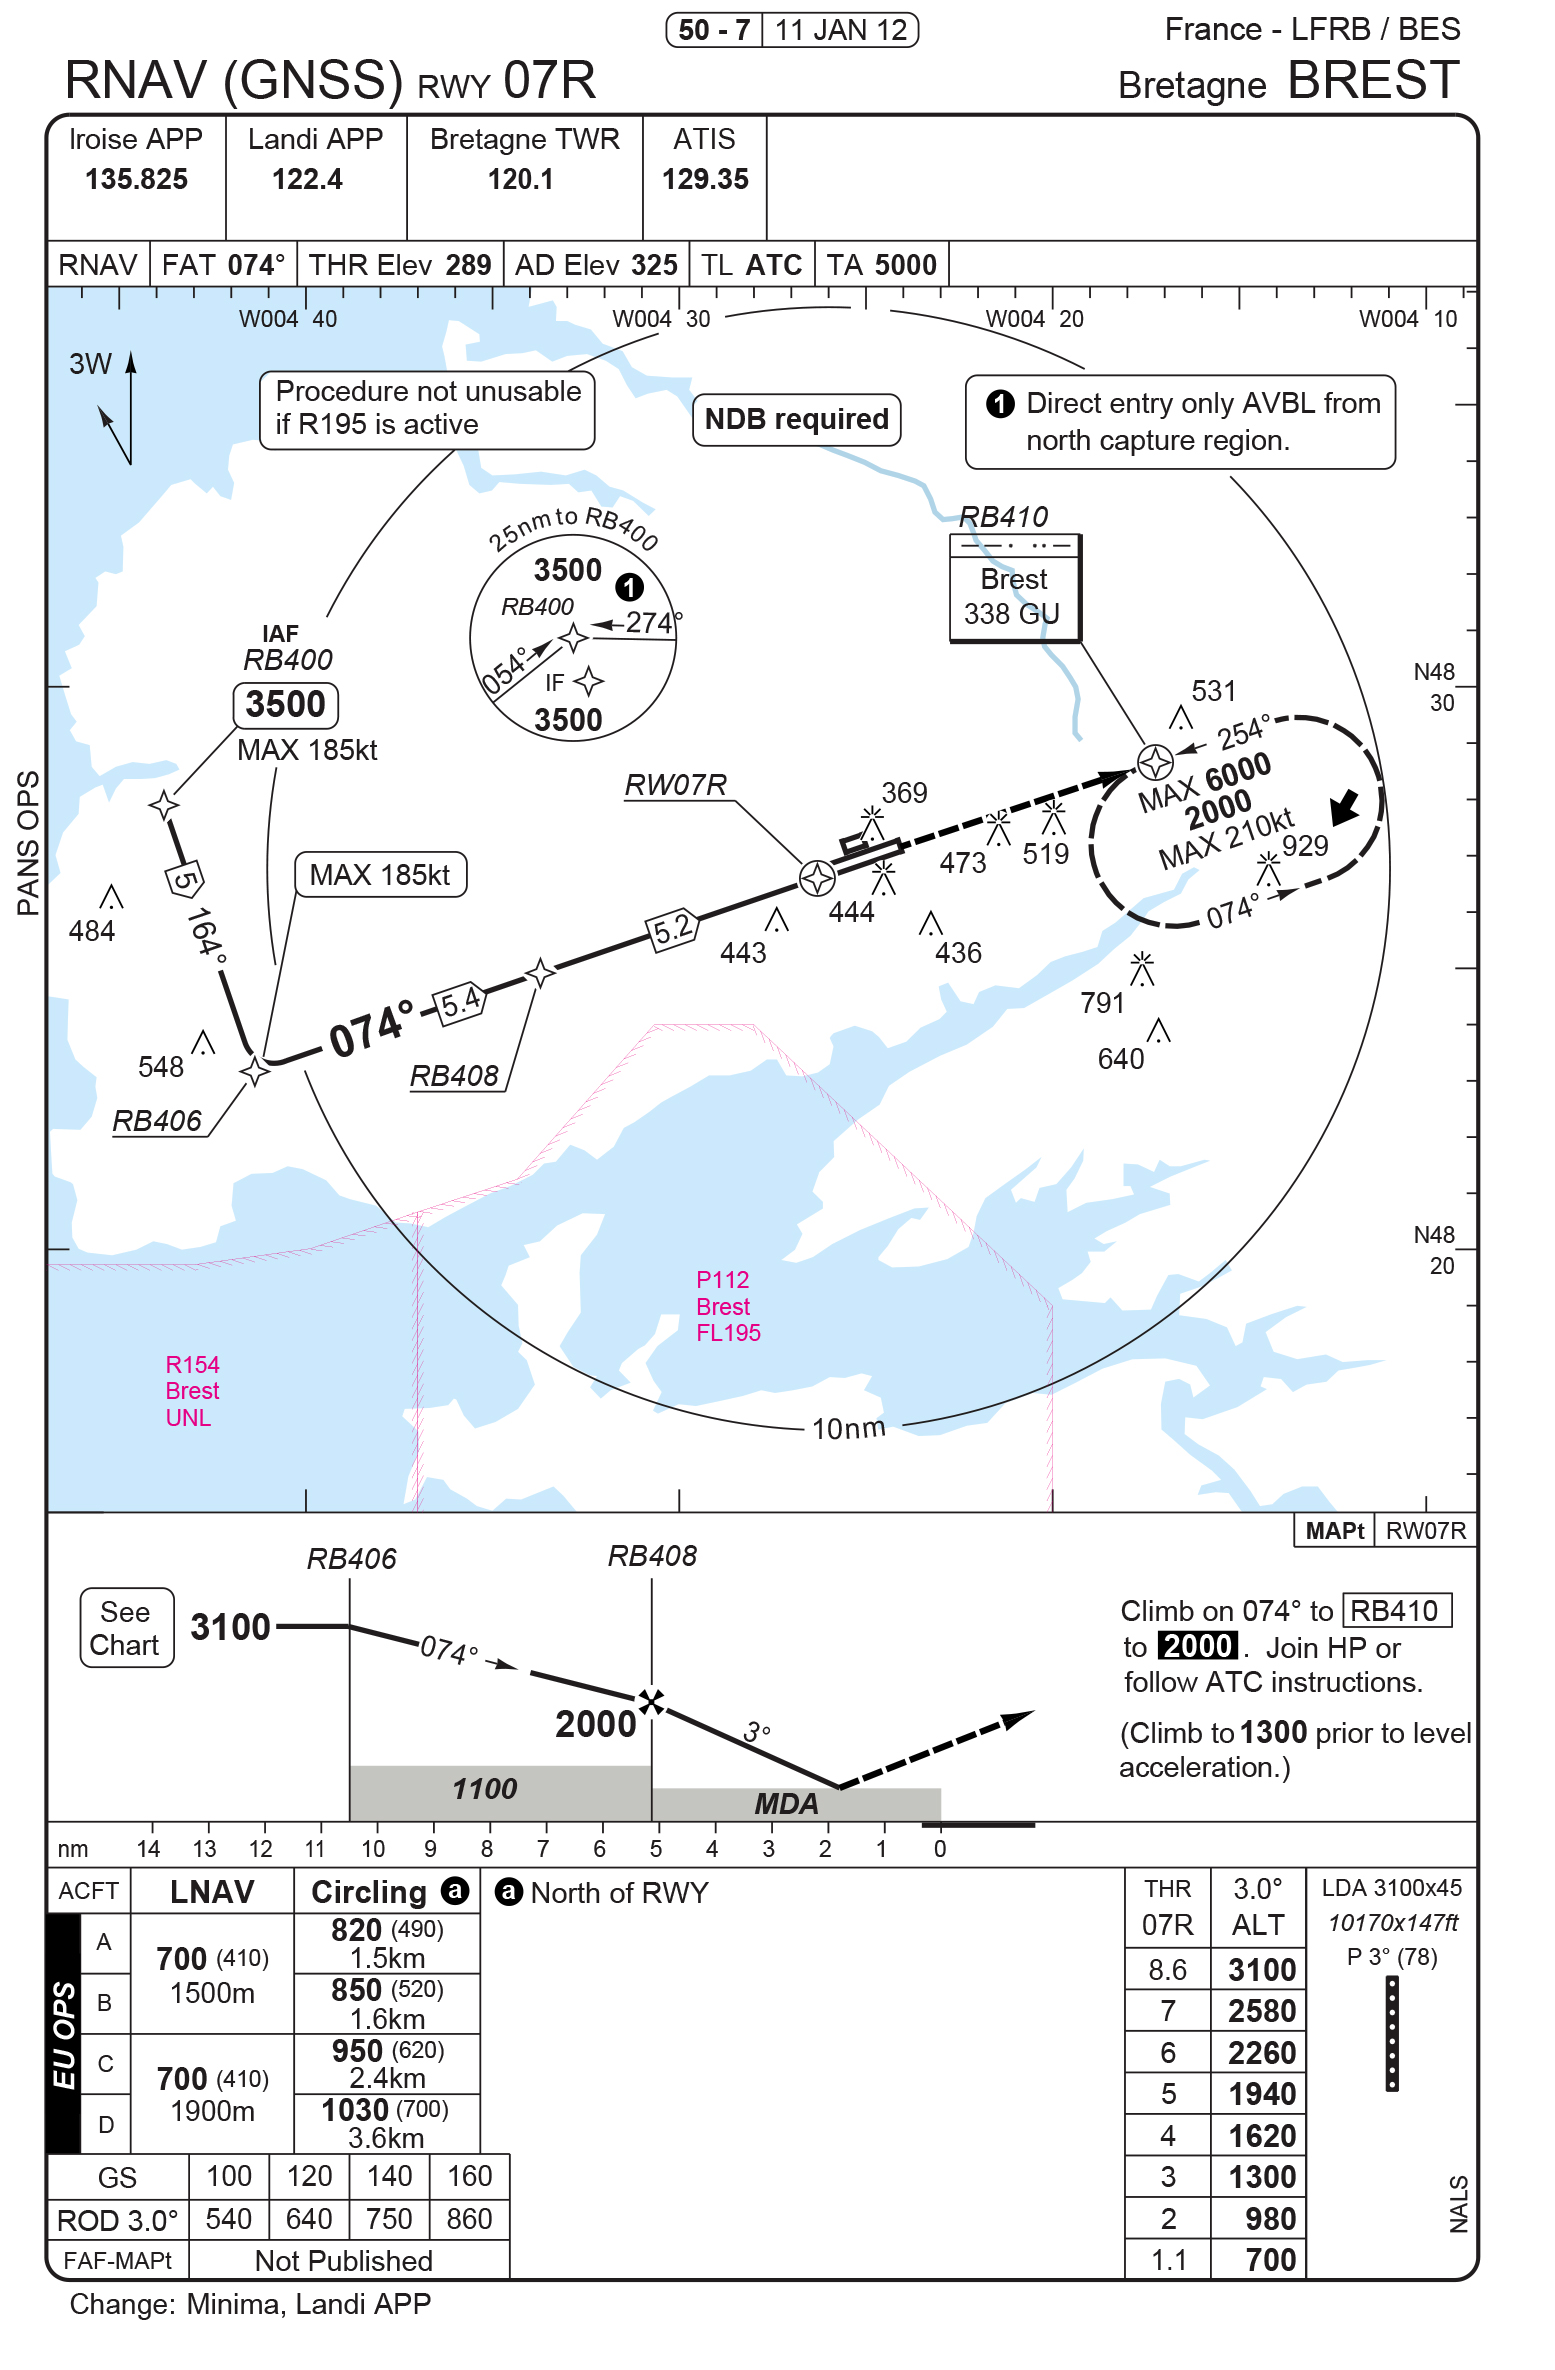 50 - 7 11 JAN 12
France - LFRB / BES
RNAV (GNSS) RWY 07R
Bretagne BREST
Iroise APP Landi APP Bretagne TWR ATIS
135.825 122.4 120.1 129.35
RNAV FAT 074° THR Elev 289 AD Elev 325 TL ATC TA 5000
W004 40 W004 30 W004 20 W004 10
3W
Procedure not unusable
if R195 is active
NDB required
1 Direct entry only AVBL from
north capture region.
RB410
Brest
338 GU
25nm to RB400
3500
1
RB400
274°
054°
IF
3500
IAF
RB400
3500
MAX 185kt
N48
30
531
254°
MAX 6000
2000
MAX 210kt
929
074°
RW07R
369
473
519
PANS OPS
5
164°
MAX 185kt
484
5.2
444
443
436
791
640
074°
5.4
548
RB408
RB406
N48
20
P112
Brest
FL195
R154
Brest
UNL
10nm
MAPt RW07R
RB406
RB408
See
Chart
3100
074°
2000
3°
1100
MDA
Climb on 074° to RB410
to 2000. Join HP or
follow ATC instructions.
(Climb to 1300 prior to level
acceleration.)
nm 14 13 12 11 10 9 8 7 6 5 4 3 2 1 0
ACFT LNAV Circling a
a North of RWY
EU OPS
A
B
700 (410)
1500m
820 (490)
1.5km
850 (520)
1.6km
C
D
700 (410)
1900m
950 (620)
2.4km
1030 (700)
3.6km
GS 100 120 140 160
ROD 3.0° 540 640 750 860
FAF-MAPt Not Published
THR 3.0°
07R ALT
8.6 3100
7 2580
6 2260
5 1940
4 1620
3 1300
2 980
1.1 700
LDA 3100x45
10170x147ft
P 3° (78)
NALS
Change: Minima, Landi APP